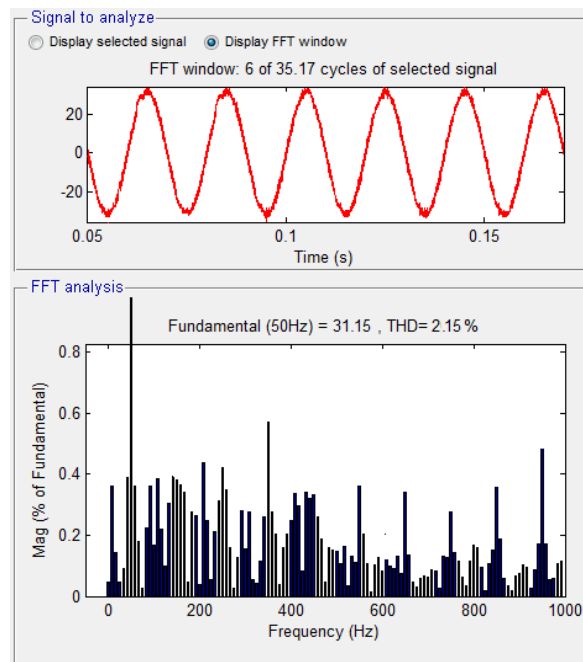 Signal to analyze
Display selected signal Display FFT window
FFT window: 6 of 35.17 cycles of selected signal
20
0
-20
0.05 0.1 0.15
Time (s)
FFT analysis
Fundamental (50Hz) = 31.15 , THD= 2.15%
0.8
0.6
0.4
0.2
0
Mag (% of Fundamental)
0 200 400 600 800 1000
Frequency (Hz)